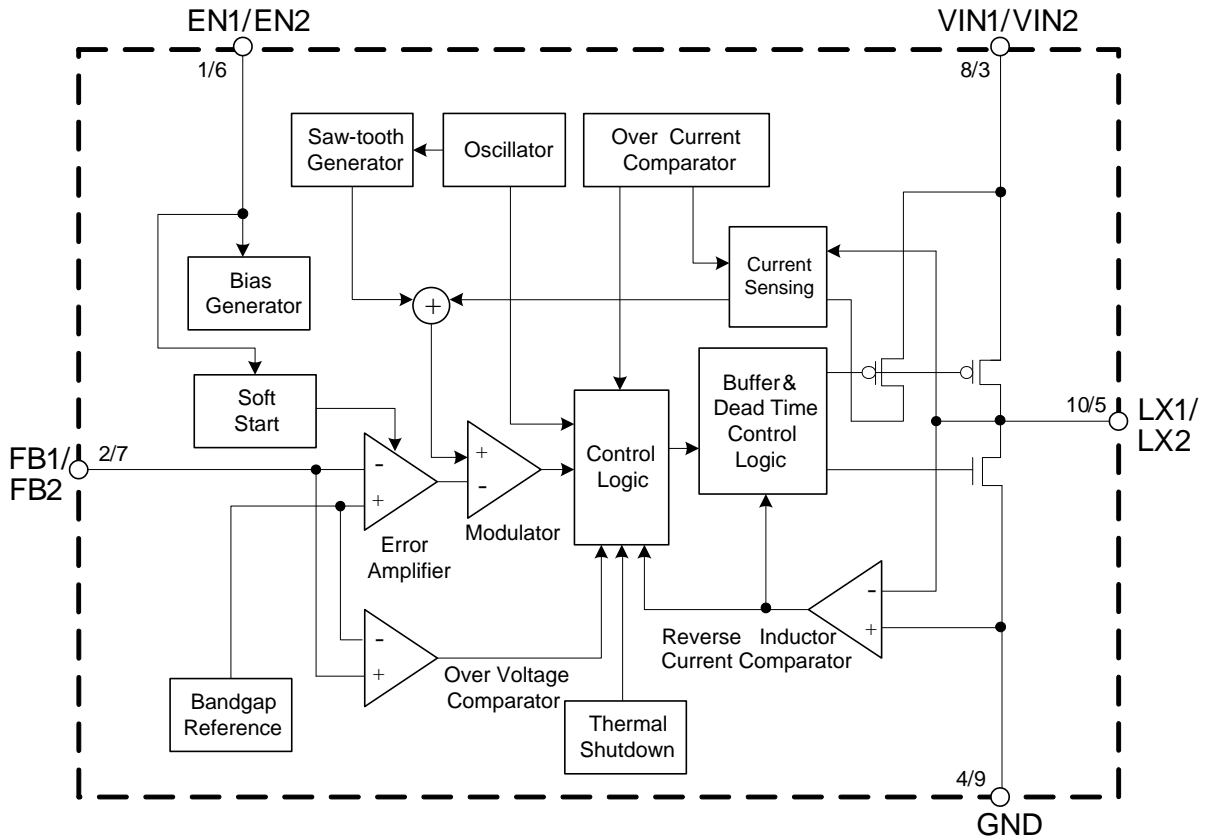 EN1/EN2
VIN1/VIN2
1/6
8/3
Saw-tooth
Generator
Oscillator
Over Current
Comparator
Bias
Generator
+
Current
Sensing
Soft
Start
Buffer &
Dead Time
Control
Logic
10/5
LX1/
LX2
FB1/
FB2
2/7
-
+
Error
Amplifier
+
-
Modulator
Control
Logic
-
+
Over Voltage
Comparator
Reverse Inductor
Current Comparator
-
+
Bandgap
Reference
Thermal
Shutdown
4/9
GND